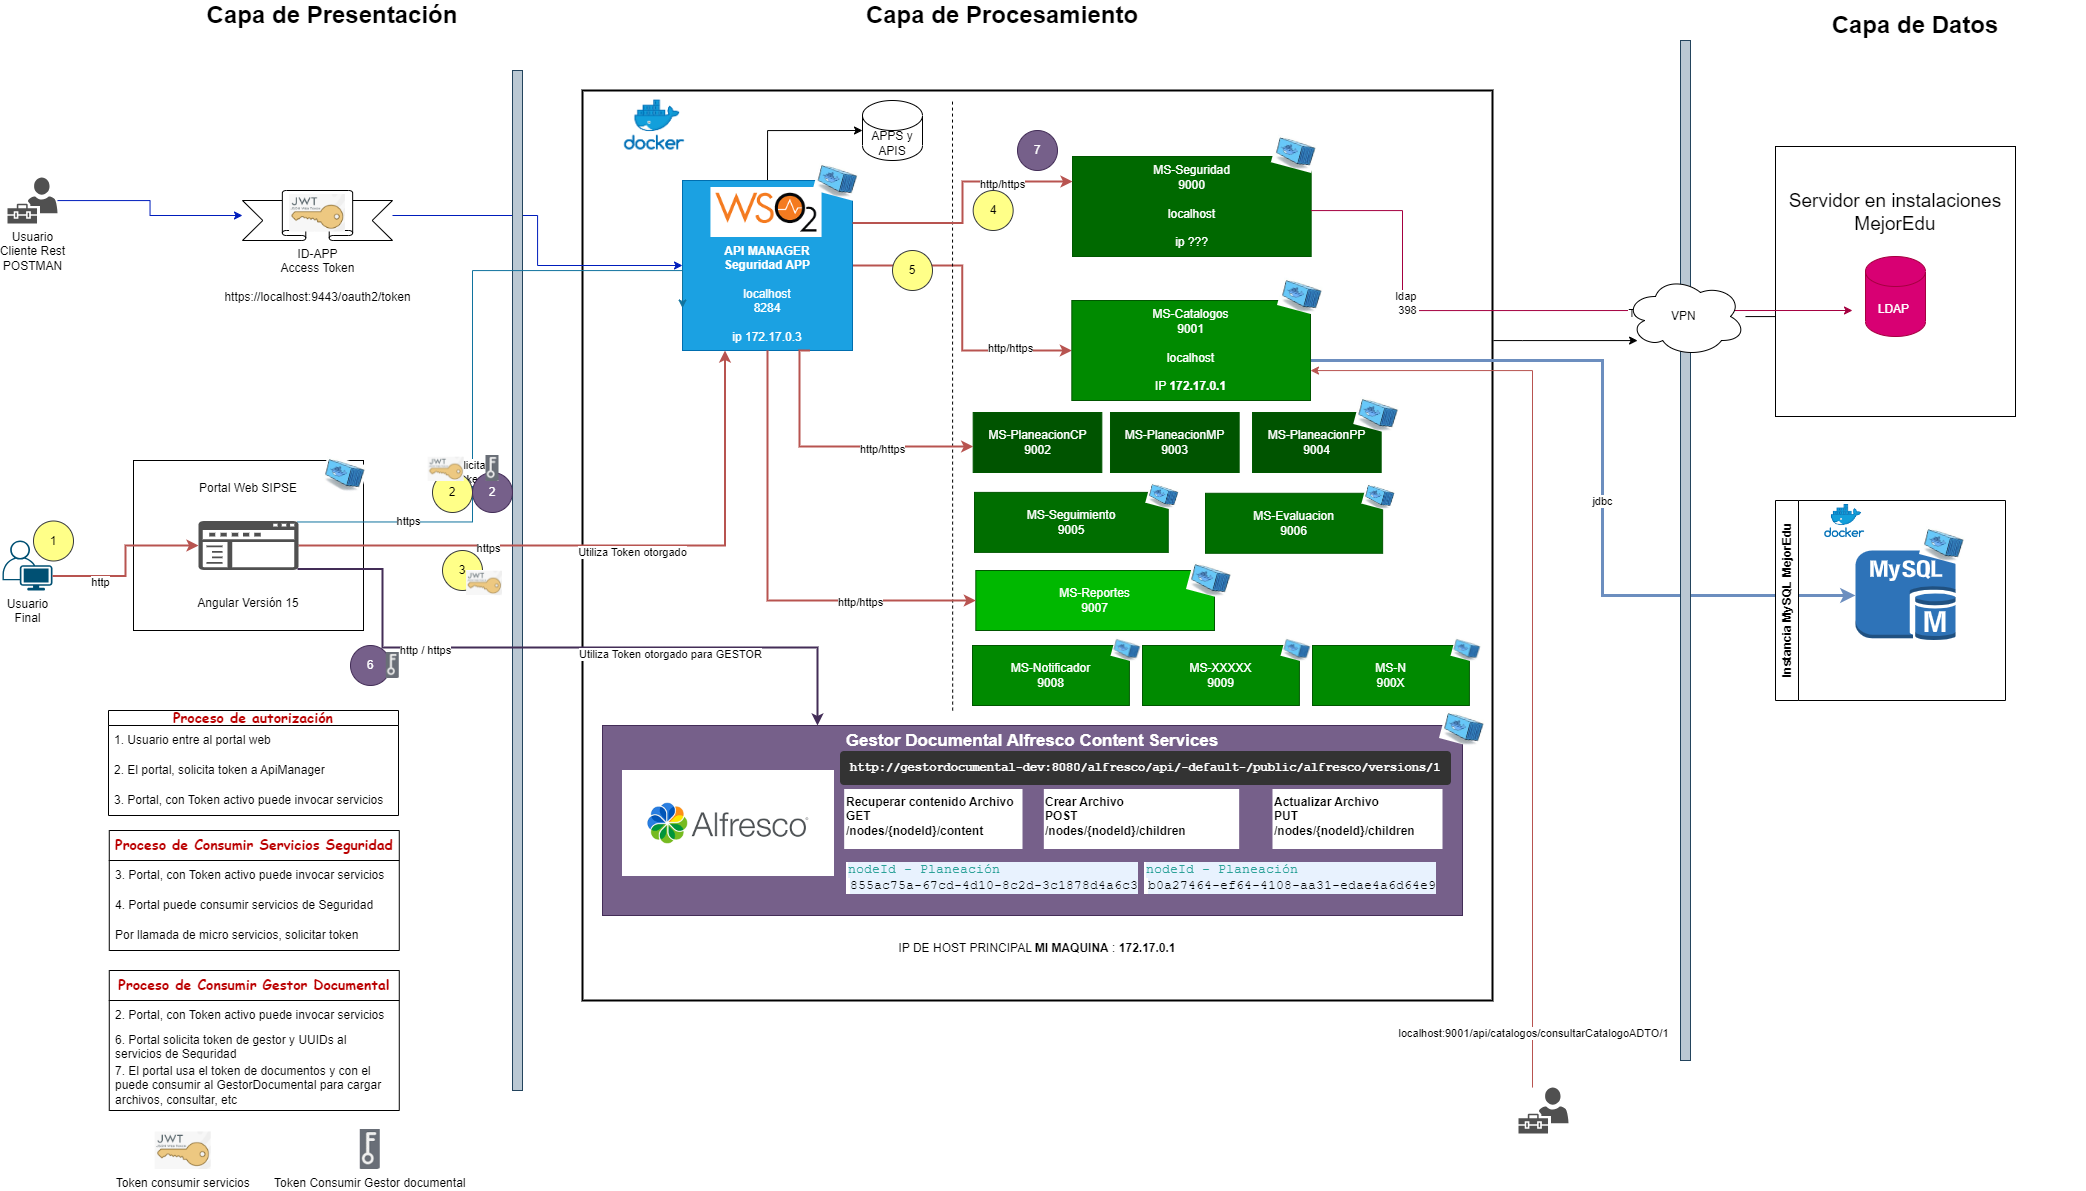 Capa de Presentación
Capa de Procesamiento
Capa de Datos
Usuario
Cliente Rest
POSTMAN
JWT
ID-APP
Access Token
https://localhost:9443/oauth2/token
docker
APPS y
APIS
WSO2
API MANAGER
Seguridad APP
localhost
8284
ip 172.17.0.3
7
http/https
4
5
http/https
MS-Seguridad
9000
localhost
ip ???
MS-Catalogos
9001
localhost
IP 172.17.0.1
ldap
398
VPN
Servidor en instalaciones
MejorEdu
LDAP
http/https
MS-PlaneacionCP
9002
MS-PlaneacionMP
9003
MS-PlaneacionPP
9004
MS-Seguimiento
9005
MS-Evaluacion
9006
http/https
MS-Reportes
9007
MS-Notificador
9008
MS-XXXXX
9009
MS-N
900X
jdbc
Instancia MySQL MejorEdu
docker
MySQL
M
Portal Web SIPSE
Angular Versión 15
1
Usuario
Final
http
JWT
licita
ke
2
2
https
https
3
JWT
Utiliza Token otorgado
6
http / https
Utiliza Token otorgado para GESTOR
Gestor Documental Alfresco Content Services
http://gestordocumental-dev:8080/alfresco/api/-default-/public/alfresco/versions/1
Alfresco
Recuperar contenido Archivo
GET
/nodes/{nodeId}/content
Crear Archivo
POST
/nodes/{nodeId}/children
Actualizar Archivo
PUT
/nodes/{nodeId}/children
nodeId - Planeación
855ac75a-67cd-4d10-8c2d-3c1878d4a6c3
nodeId - Planeación
b0a27464-ef64-4108-aa31-edae4a6d64e9
IP DE HOST PRINCIPAL MI MAQUINA : 172.17.0.1
localhost:9001/api/catalogos/consultarCatalogoADTO/1
Proceso de autorización
1. Usuario entre al portal web
2. El portal, solicita token a ApiManager
3. Portal, con Token activo puede invocar servicios
Proceso de Consumir Servicios Seguridad
3. Portal, con Token activo puede invocar servicios
4. Portal puede consumir servicios de Seguridad
Por llamada de micro servicios, solicitar token
Proceso de Consumir Gestor Documental
2. Portal, con Token activo puede invocar servicios
6. Portal solicita token de gestor y UUIDs al
servicios de Seguridad
7. El portal usa el token de documentos y con el
puede consumir al GestorDocumental para cargar
archivos, consultar, etc
JWT
Token consumir servicios
Token Consumir Gestor documental